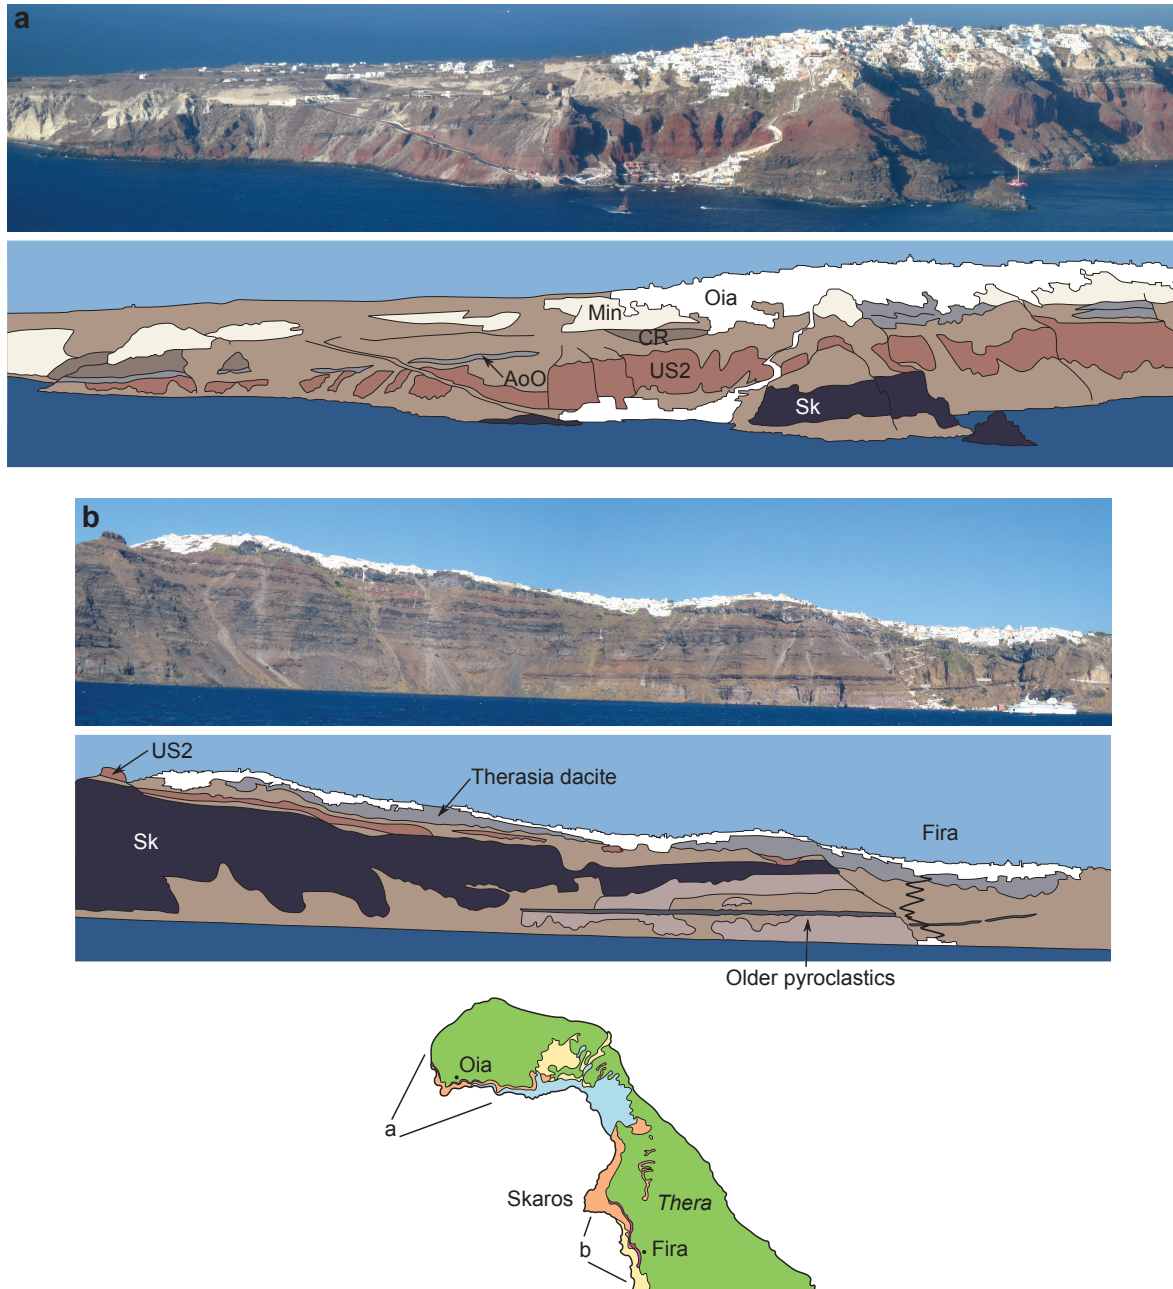 a
Min
Oia
CR
AoO
US2
Sk
b
US2
Therasia dacite
Sk
Fira
Older pyroclastics
Oia
a
Skaros
Thera
b
Fira